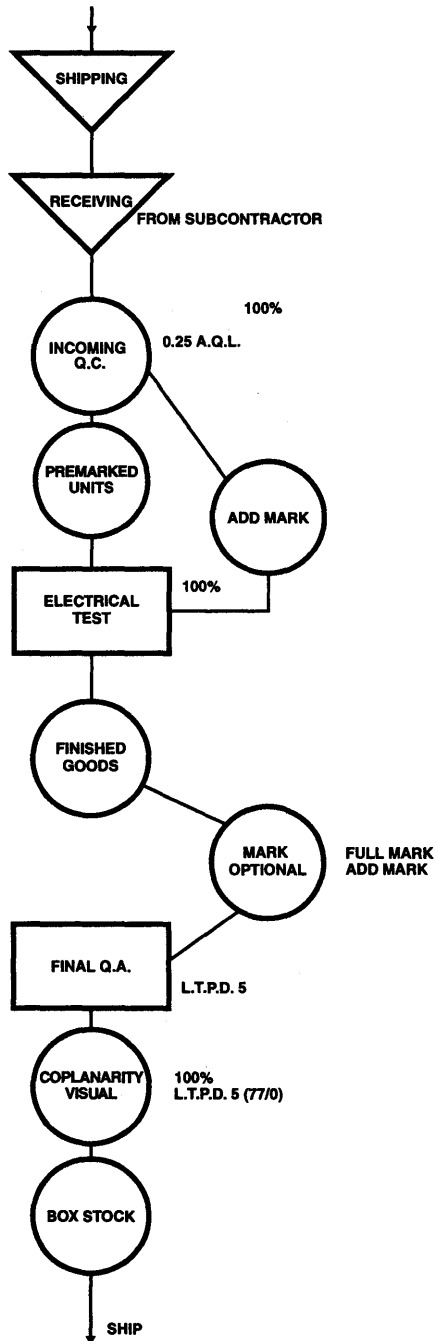 SHIPPING
RECEIVING
FROM SUBCONTRACTOR
100%
0.25 A.Q.L.
INCOMING
Q.C.
PREMARKED
UNITS
ADD MARK
100%
ELECTRICAL
TEST
FINISHED
GOODS
MARK
OPTIONAL
FULL MARK
ADD MARK
FINAL Q.A.
L.T.P.D. 5
COPLANARITY
VISUAL
100%
L.T.P.D. 5 (77/0)
BOX STOCK
SHIP